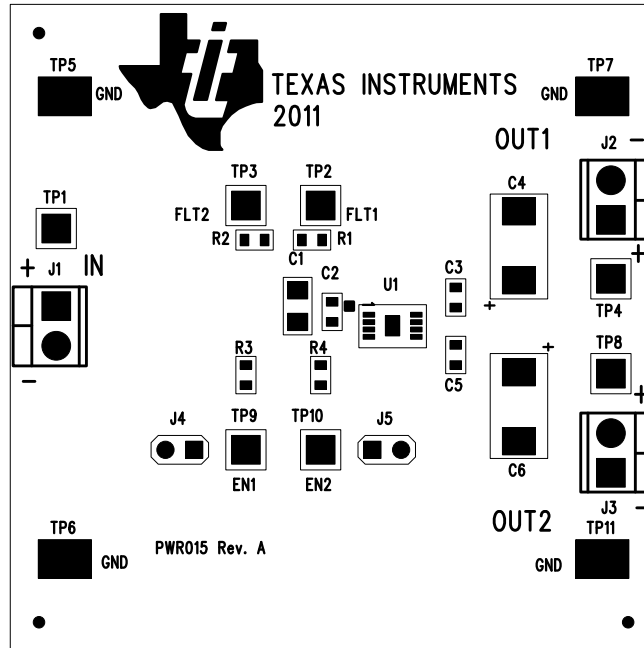 TP5
GND
TEXAS INSTRUMENTS
2011
TP7
GND
OUT1
J2
-
+
TP3
TP2
FLT2
FLT1
R2
R1
C1
TP1
+ J1 IN
-
C4
+
C2
U1
C3
TP4
R3
R4
C5
+
TP8
+
J4
TP9
TP10
J5
EN1
EN2
C6
J3
-
OUT2
TP6
GND
PWR015 Rev. A
TP11
GND